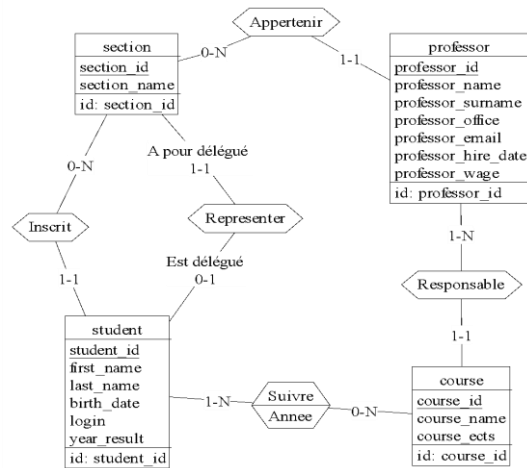 Appertenir
section
section_id
section_name
id: section_id
0-N
1-1
professor
professor_id
professor_name
professor_surname
professor_office
professor_email
professor_hire_date
professor_wage
id: professor_id
A pour délégué
1-1
0-N
Inscrit
1-1
Representer
Est délégué
0-1
1-N
Responsable
1-1
student
student_id
first_name
last_name
birth_date
login
year_result
id: student_id
1-N
Suivre
Annee
0-N
course
course_id
course_name
course_ects
id: course_id